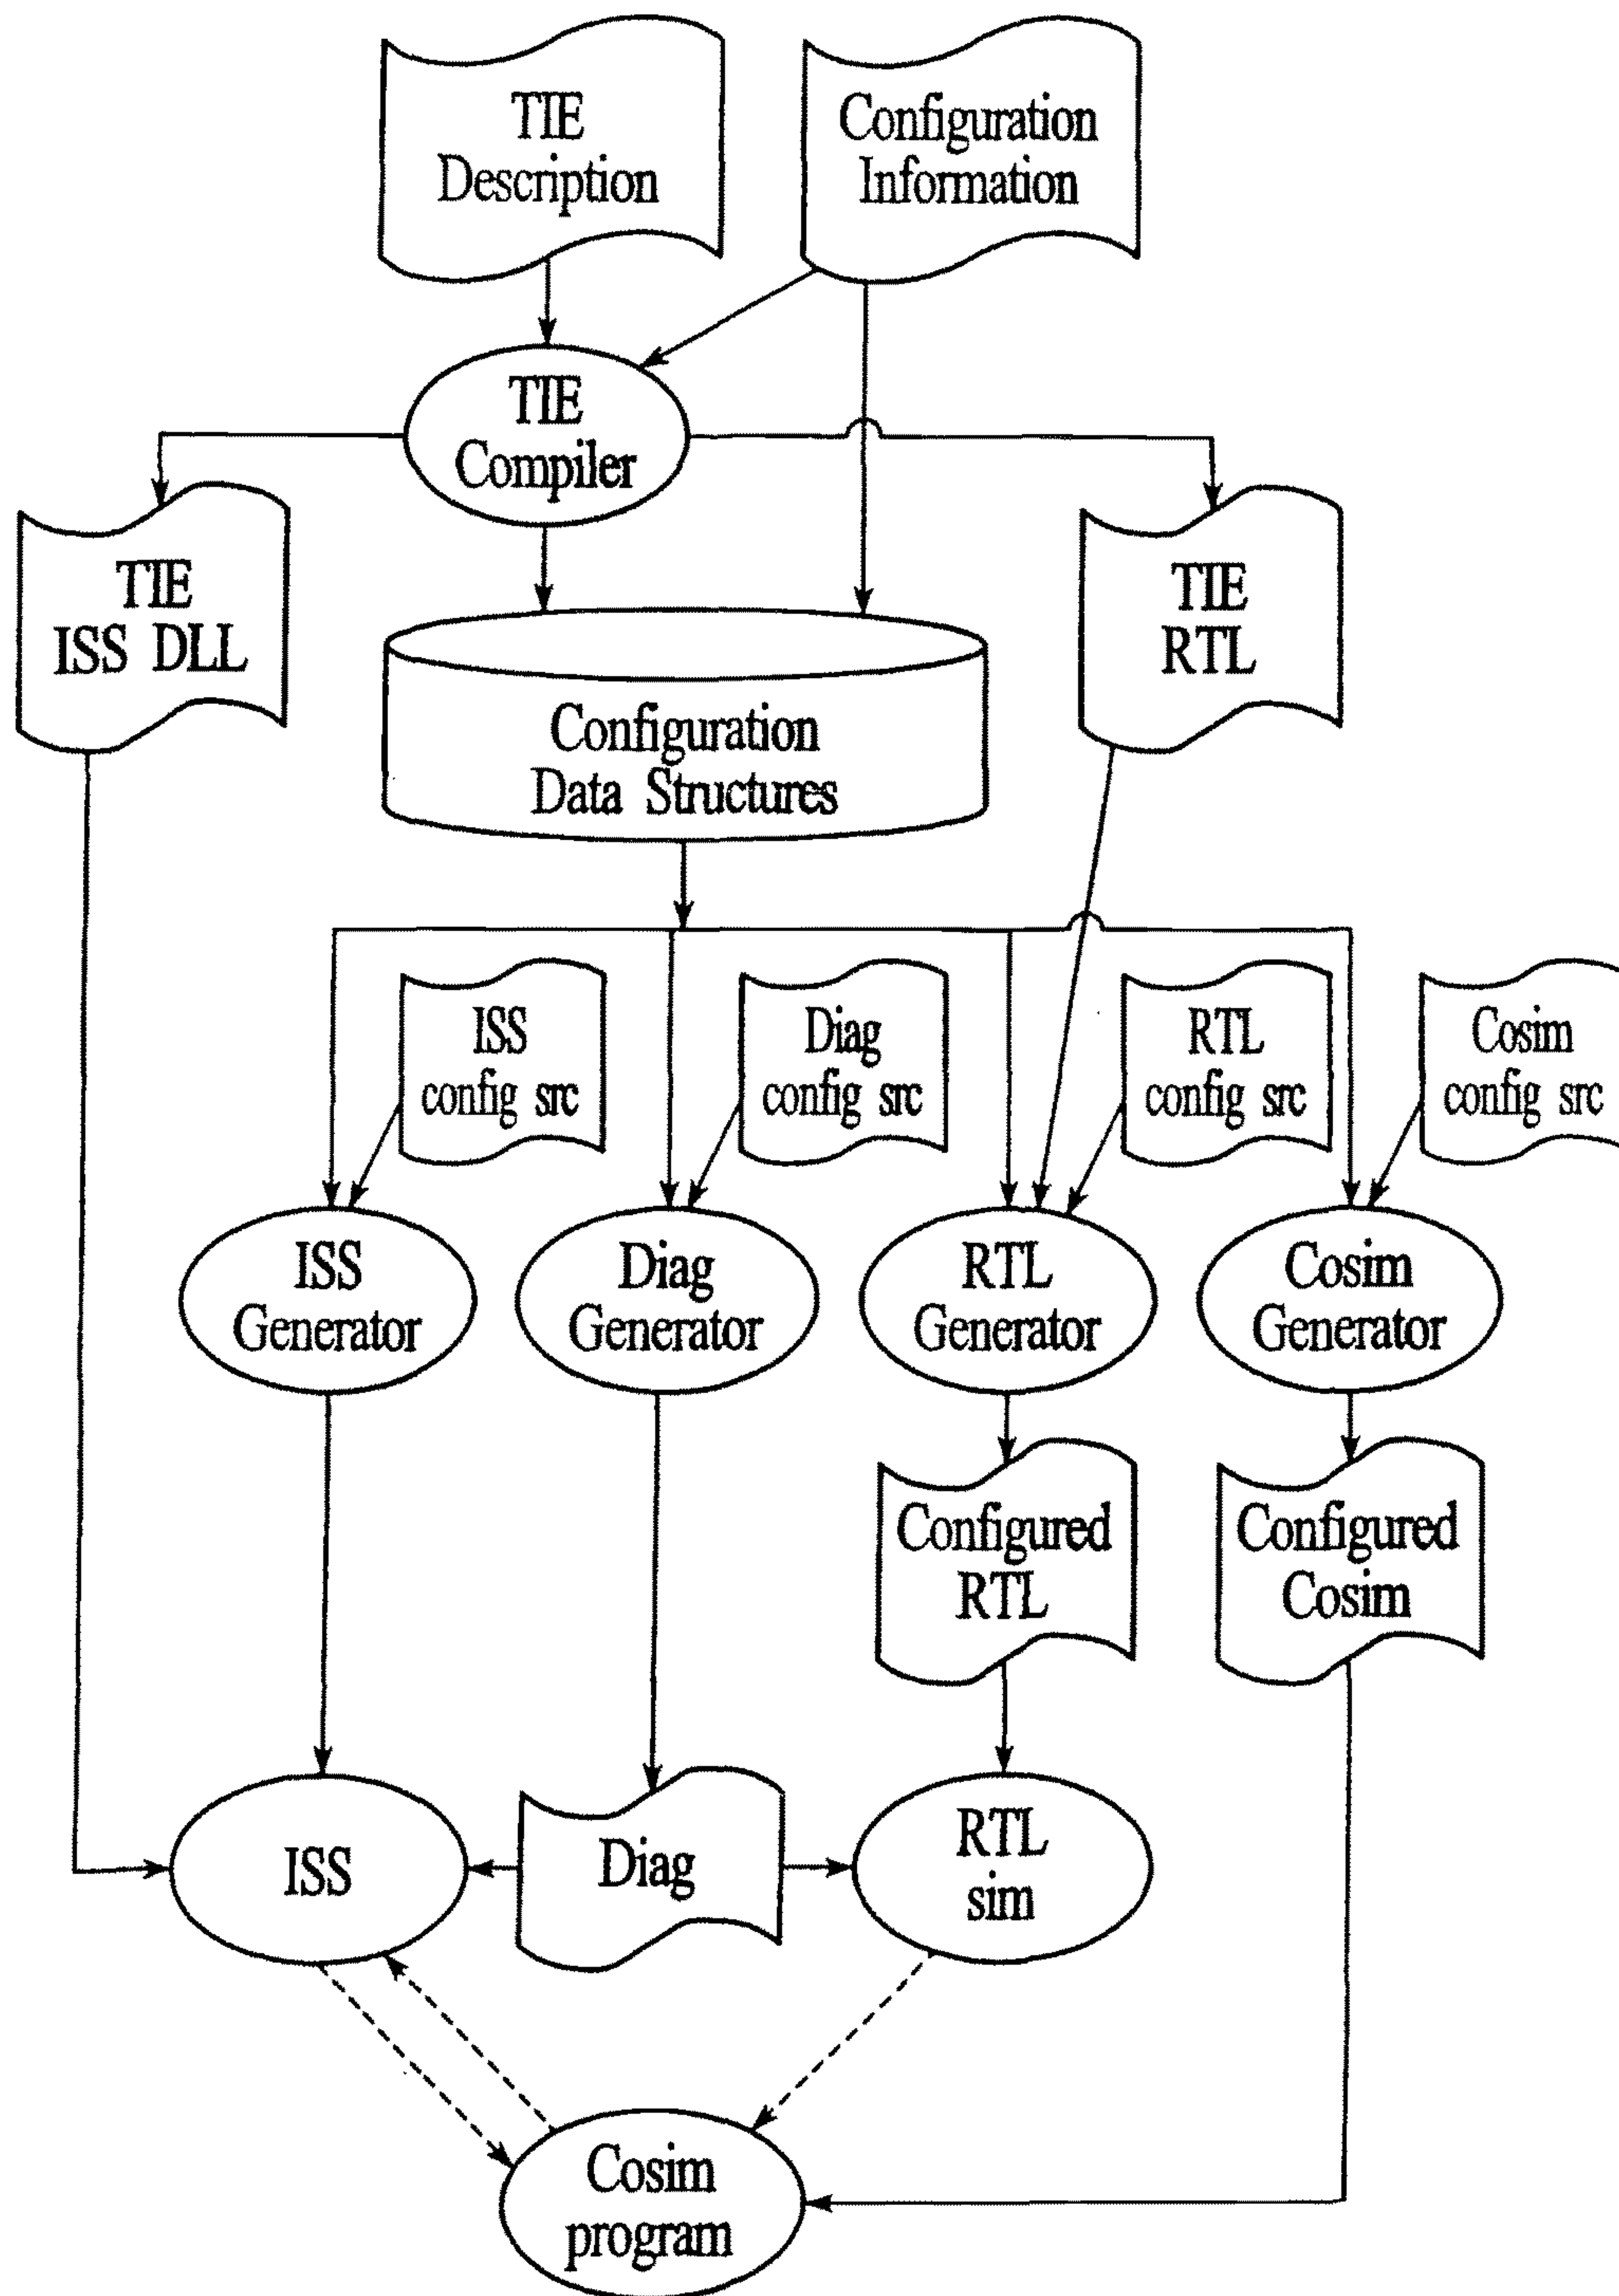 TIE
Description
Configuration
Information
TIE
Compiler
TIE
ISS DLL
TIE
RTL
Configuration
Data Structures
ISS
config src
Diag
config src
RTL
config src
Cosim
config src
ISS
Generator
Diag
Generator
RTL
Generator
Cosim
Generator
Configured
RTL
Configured
Cosim
ISS
Diag
RTL
sim
Cosim
program